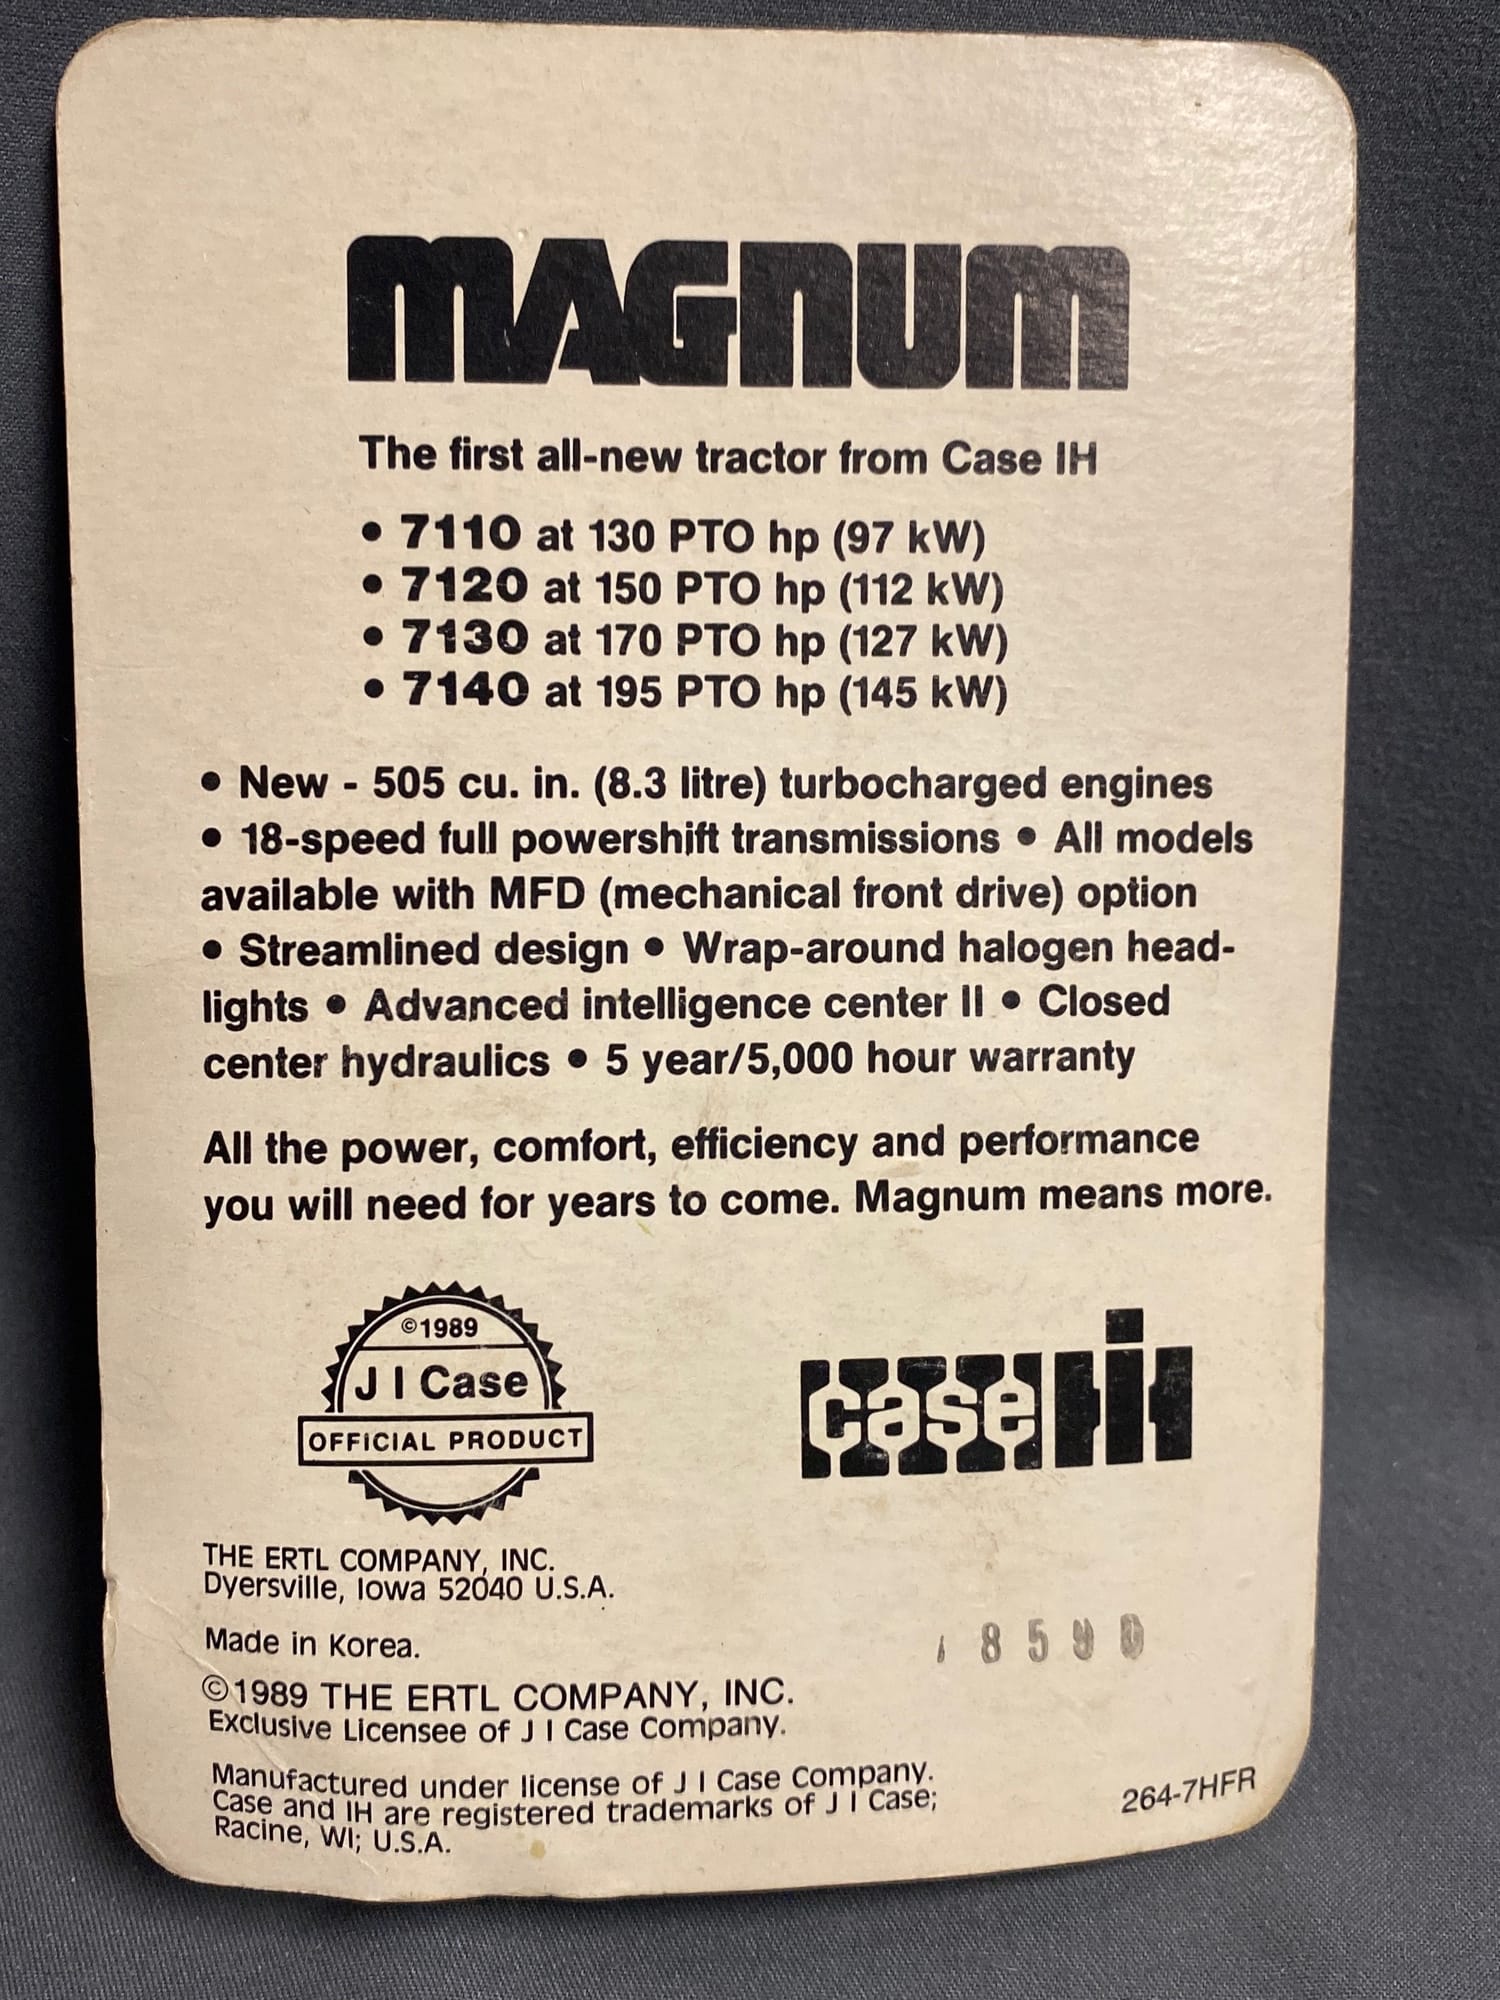 MAGNUM
The first all-new tractor from Case IH
• 7110 at 130 PTO hp (97 kW)
• 7120 at 150 PTO hp (112 kW)
• 7130 at 170 PTO hp (127 kW)
• 7140 at 195 PTO hp (145 kW)
• New - 505 cu. in. (8.3 litre) turbocharged engines
• 18-speed full powershift transmissions • All models
available with MFD (mechanical front drive) option
• Streamlined design • Wrap-around halogen head-
lights • Advanced intelligence center II • Closed
center hydraulics • 5 year/5,000 hour warranty
All the power, comfort, efficiency and performance
you will need for years to come. Magnum means more.
©1989
J I Case
OFFICIAL PRODUCT
case IH
THE ERTL COMPANY, INC.
Dyersville, Iowa 52040 U.S.A.
Made in Korea.
©1989 THE ERTL COMPANY, INC.
Exclusive Licensee of J I Case Company.
Manufactured under license of J I Case Company.
Case and IH are registered trademarks of J I Case;
Racine, WI; U.S.A.
264-7HFR